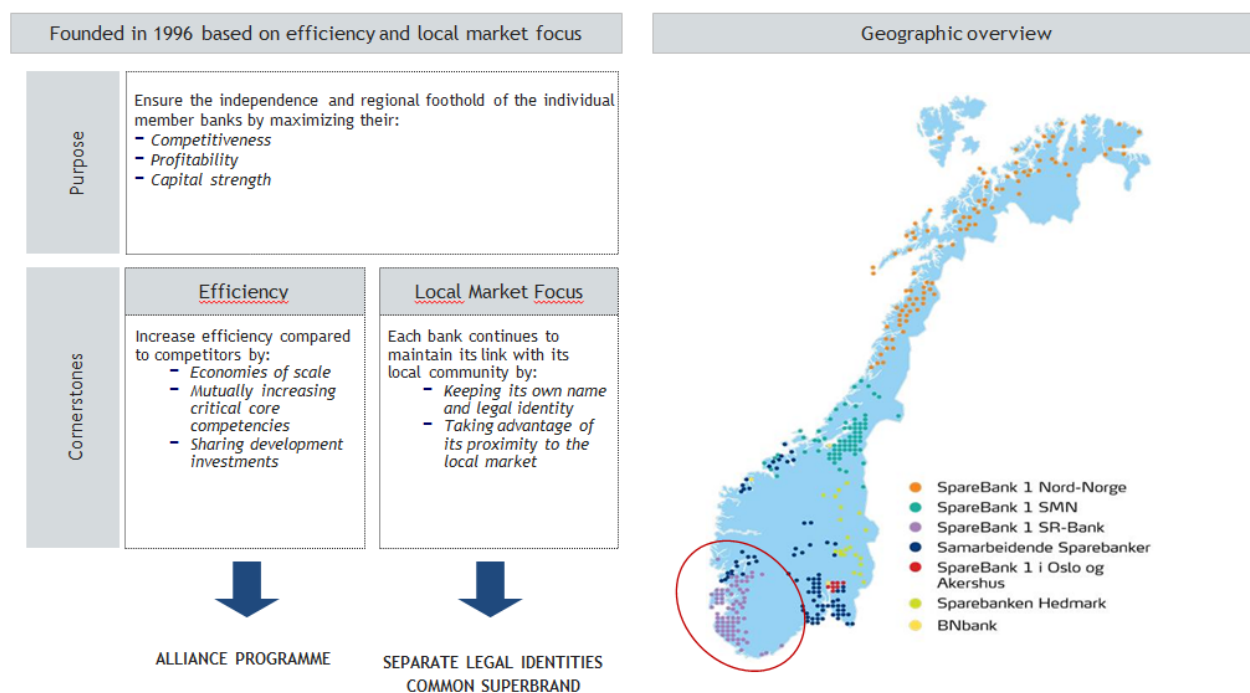 Founded in 1996 based on efficiency and local market focus
Purpose
Ensure the independence and regional foothold of the individual
member banks by maximizing their:
– Competitiveness
– Profitability
– Capital strength
Cornerstones
Efficiency
Increase efficiency compared
to competitors by:
– Economies of scale
– Mutually increasing
critical core
competencies
– Sharing development
investments
Local Market Focus
Each bank continues to
maintain its link with its
local community by:
– Keeping its own name
and legal identity
– Taking advantage of
its proximity to the
local market
ALLIANCE PROGRAMME
SEPARATE LEGAL IDENTITIES
COMMON SUPERBRAND
Geographic overview
SpareBank 1 Nord-Norge
SpareBank 1 SMN
SpareBank 1 SR-Bank
Samarbeidende Sparebanker
SpareBank 1 i Oslo og
Akershus
Sparebanken Hedmark
BNbank